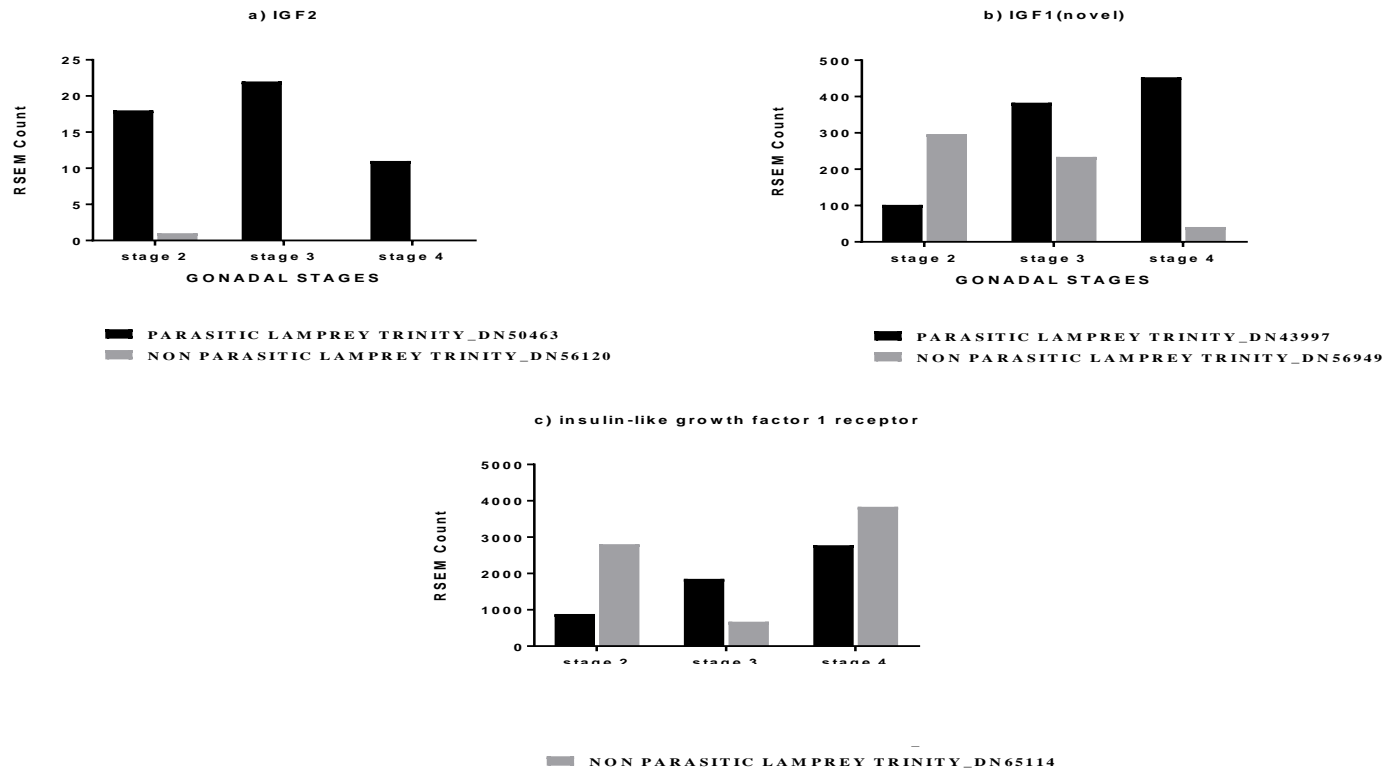 a) IGF2
RSEM Count
25
20
15
10
5
0
stage 2 stage 3 stage 4
GONADAL STAGES
PARASITIC LAMPREY TRINITY_DN50463
NON PARASITIC LAMPREY TRINITY_DN56120
b) IGF1(novel)
RSEM Count
500
400
300
200
100
0
stage 2 stage 3 stage 4
GONADAL STAGES
PARASITIC LAMPREY TRINITY_DN43997
NON PARASITIC LAMPREY TRINITY_DN56949
c) insulin-like growth factor 1 receptor
RSEM Count
5000
4000
3000
2000
1000
0
stage 2 stage 3 stage 4
NON PARASITIC LAMPREY TRINITY_DN65114